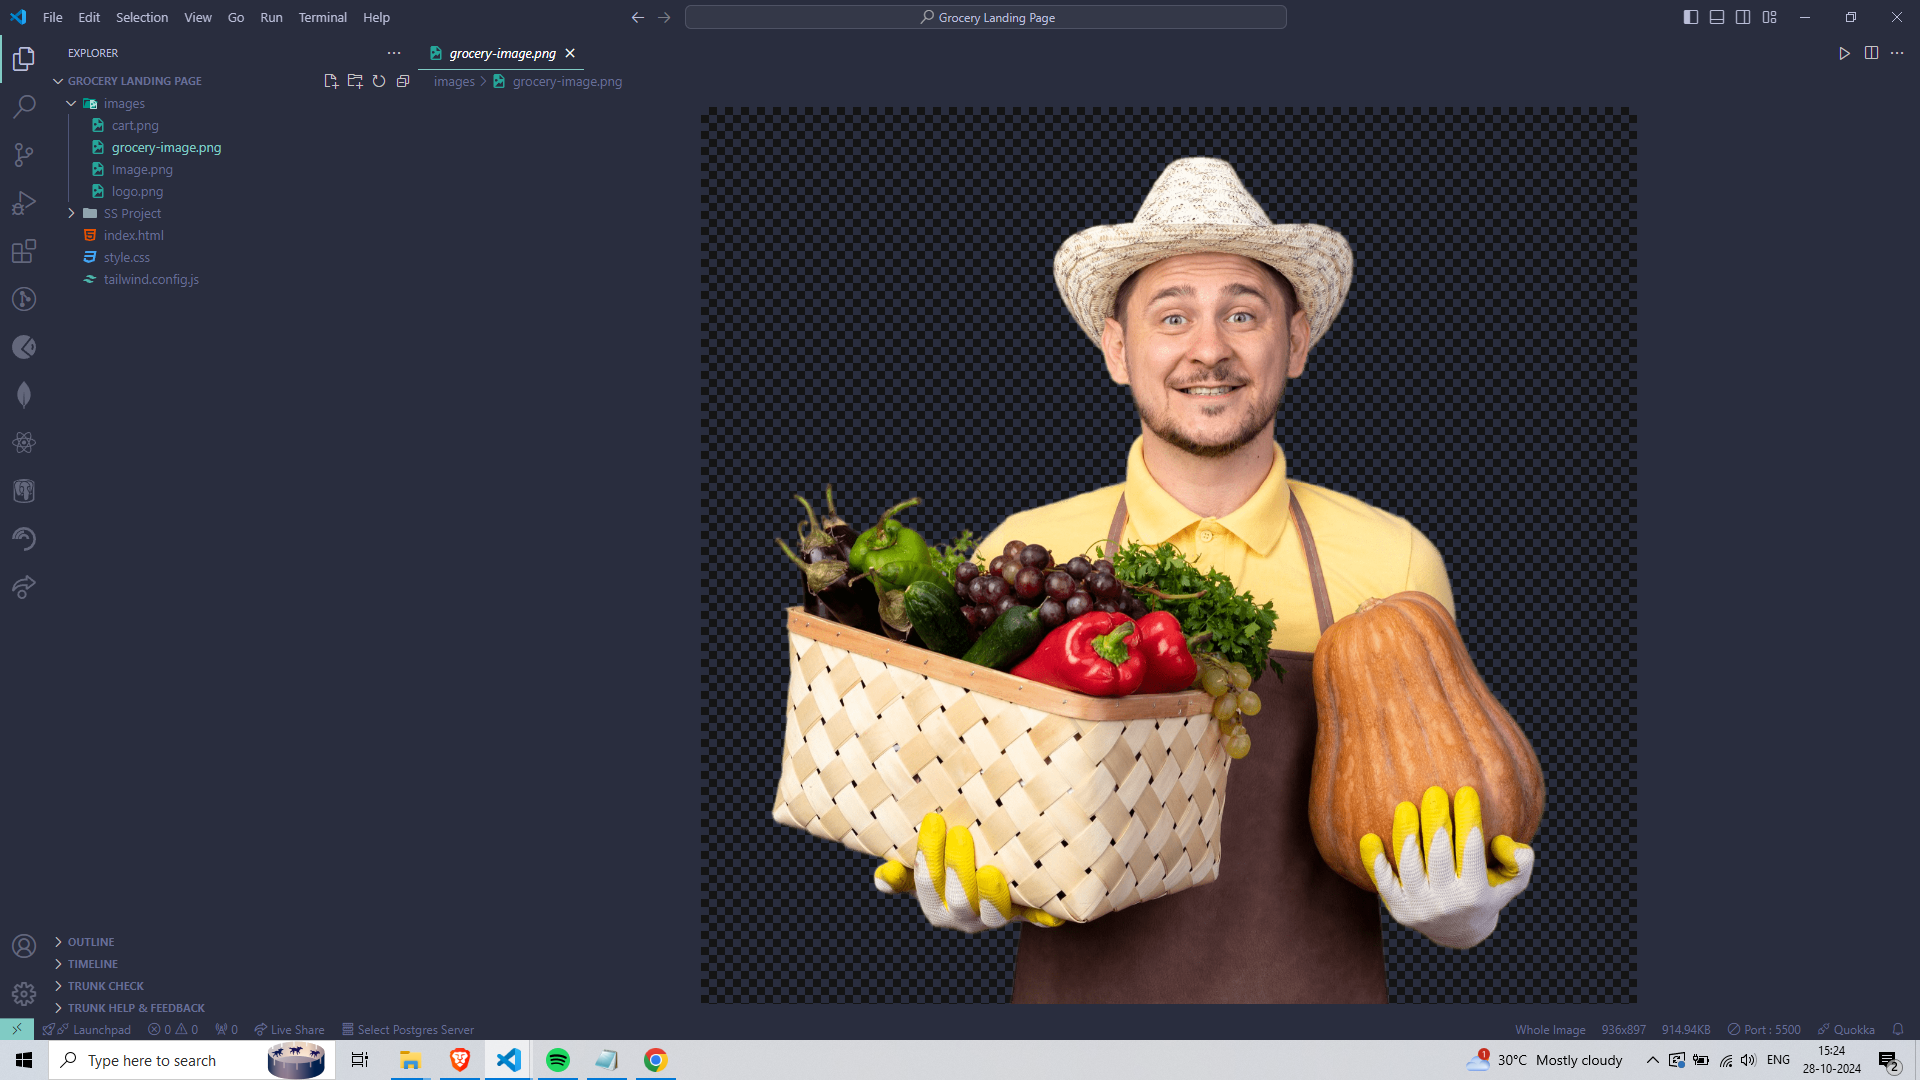 File Edit Selection View Go Run Terminal Help
Grocery Landing Page
EXPLORER
grocery-image.png
GROCERY LANDING PAGE
images > grocery-image.png
images
cart.png
grocery-image.png
Image.png
logo.png
SS Project
index.html
style.css
tailwind.config.js
OUTLINE
TIMELINE
TRUNK CHECK
TRUNK HELP & FEEDBACK
Launchpad 0 0 0 Live Share Select Postgres Server
Whole Image 936x897 914.94KB Port : 5500 Quokka
Type here to search
1 30°C Mostly cloudy ENG 15:24
28-10-2024 2